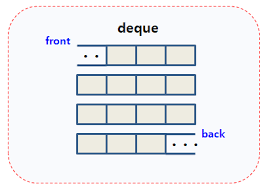 deque
front
. .
back
. . .